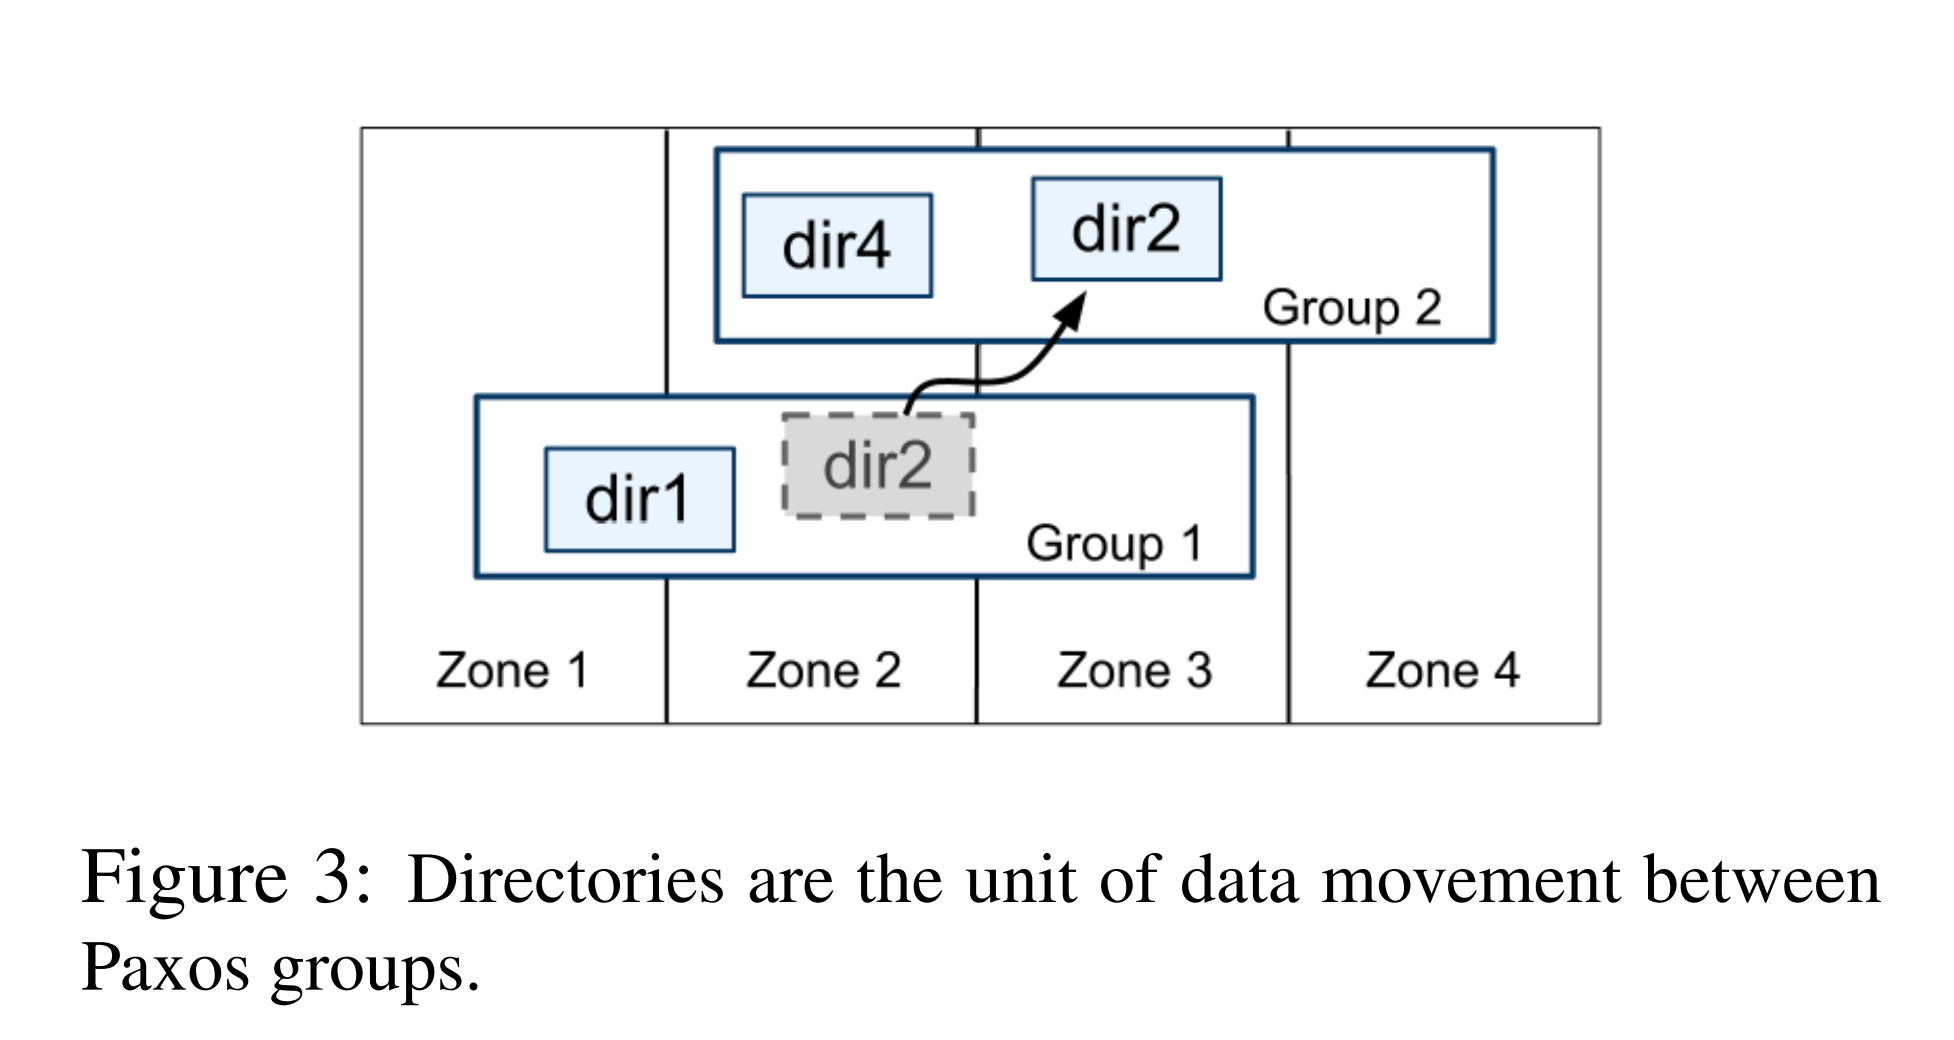 dir4
dir2
Group 2
dir2
dir1
Group 1
Zone 1 Zone 2 Zone 3 Zone 4
Figure 3: Directories are the unit of data movement between
Paxos groups.